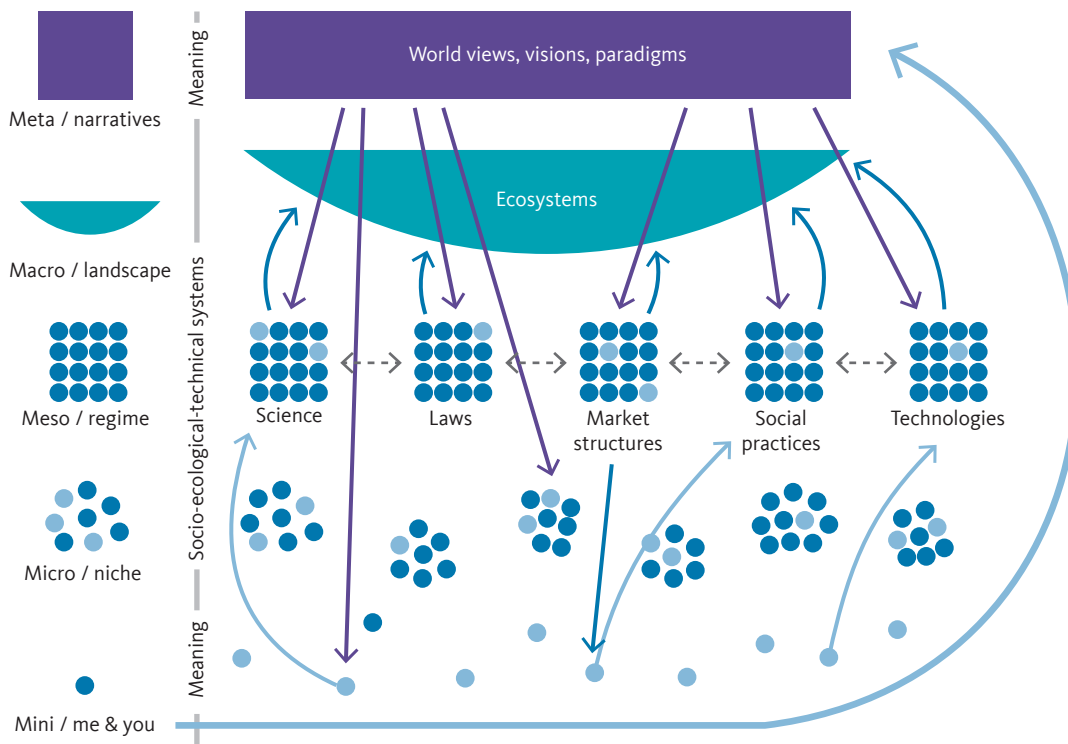 Meaning
World views, visions, paradigms
Meta / narratives
Ecosystems
Macro / landscape
Socio-ecological-technical systems
Meso / regime
Science
Laws
Market
structures
Social
practices
Technologies
Micro / niche
Meaning
Mini / me & you